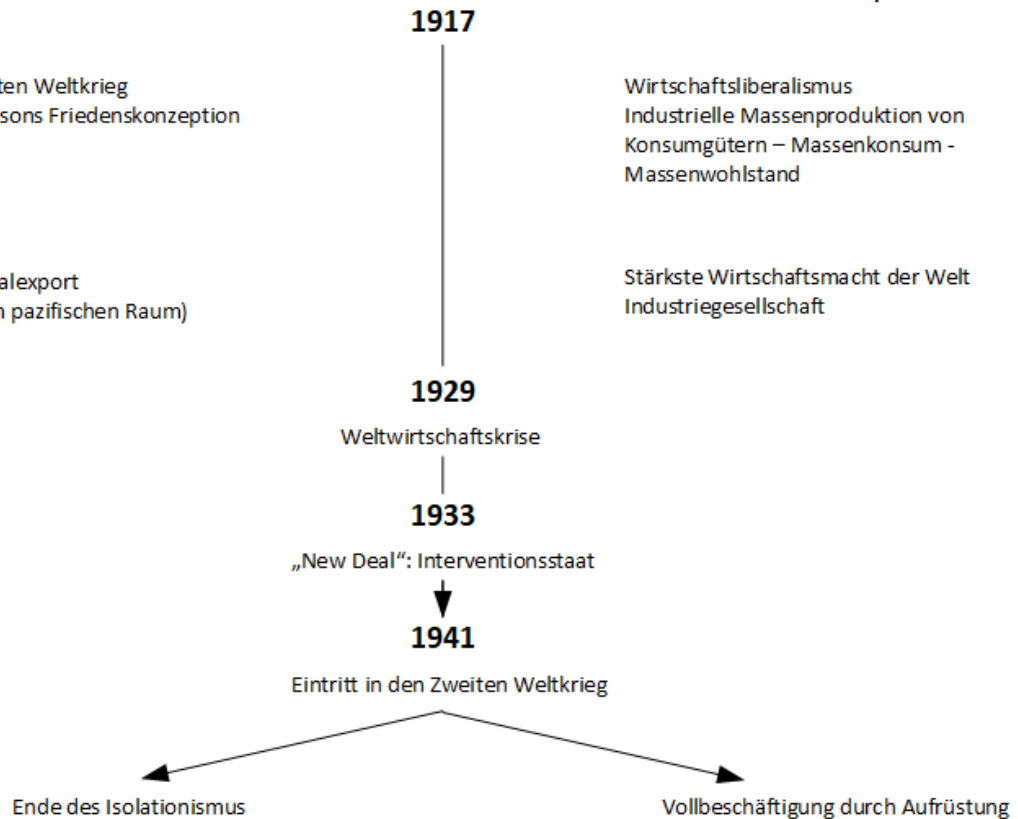 1917
ten Weltkrieg
sons Friedenskonzeption
Wirtschaftsliberalismus
Industrielle Massenproduktion von
Konsumgütern – Massenkonsum -
Massenwohlstand
alexport
n pazifischen Raum)
Stärkste Wirtschaftsmacht der Welt
Industriegesellschaft
1929
Weltwirtschaftskrise
1933
„New Deal“: Interventionsstaat
1941
Eintritt in den Zweiten Weltkrieg
Ende des Isolationismus
Vollbeschäftigung durch Aufrüstung